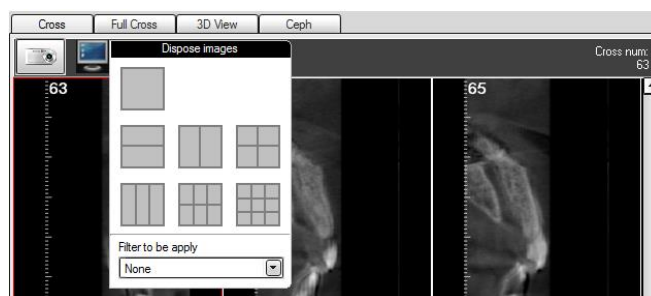 Cross Full Cross 3D View Ceph
Dispose images
Cross num:
63
63
65
Filter to be apply
None